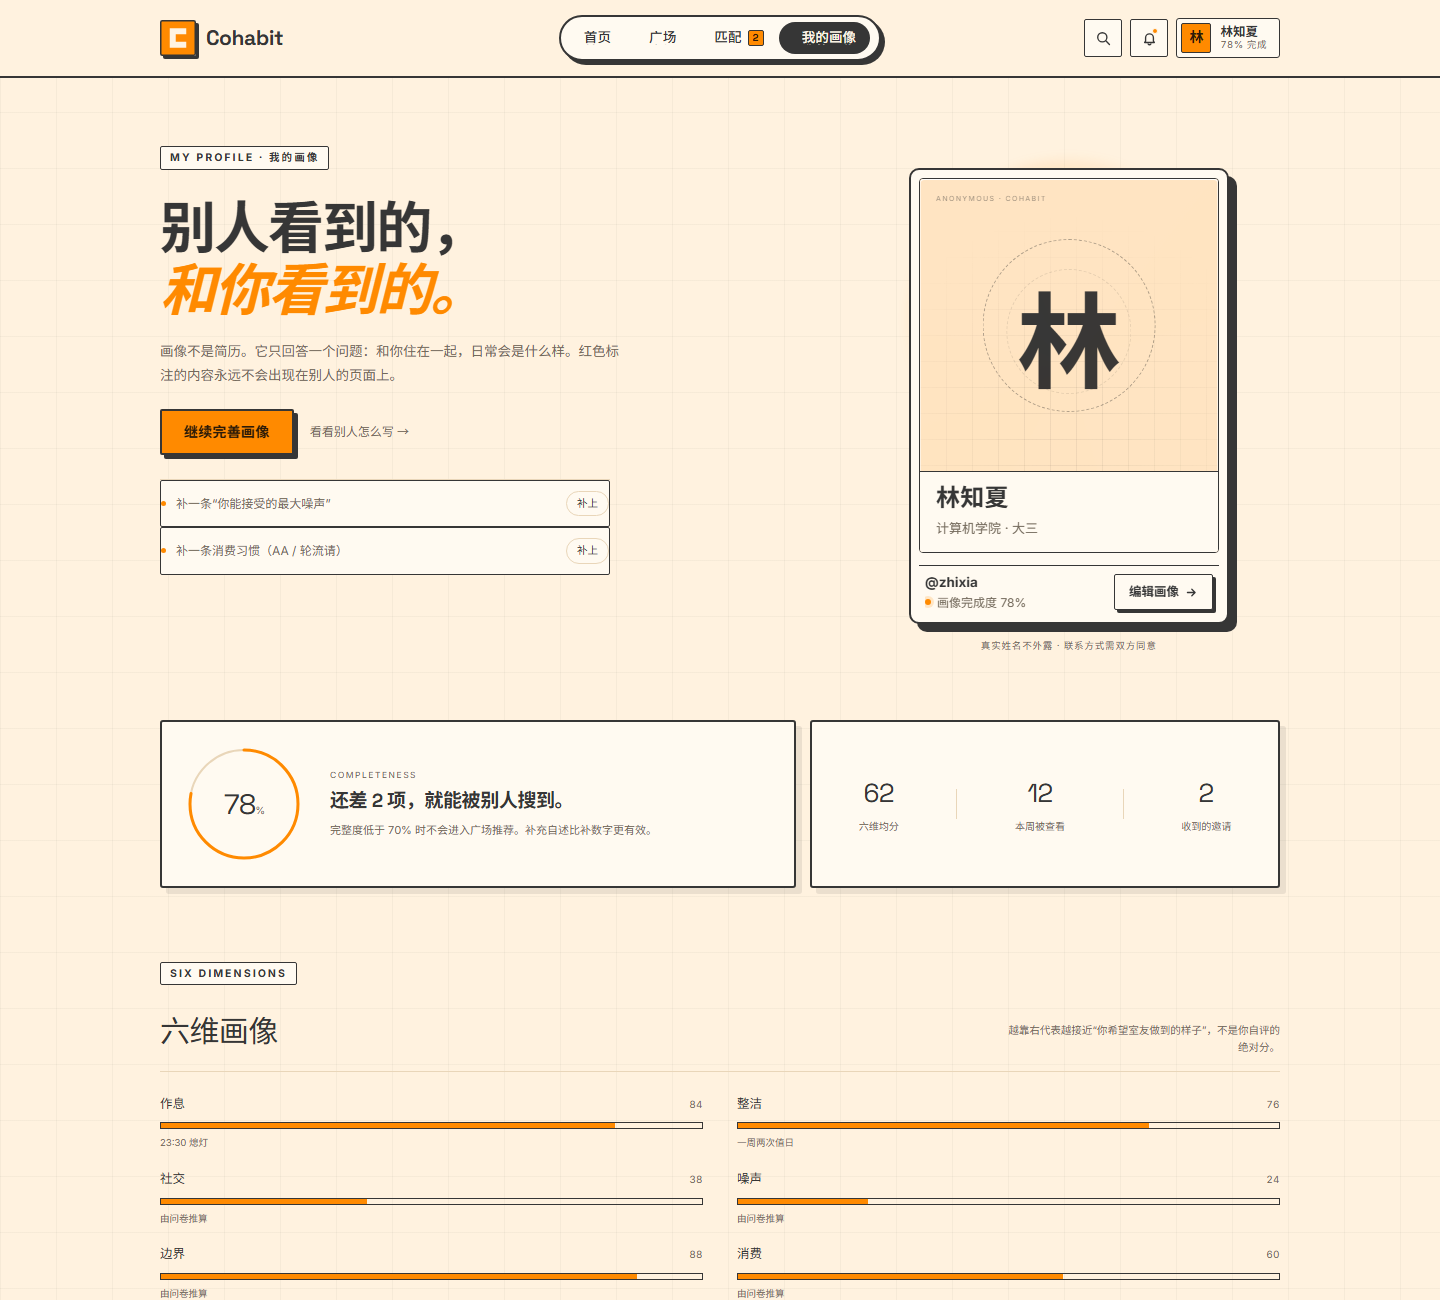 Cohabit
首页
广场
匹配 2
我的画像
林
林知夏
78% 完成
MY PROFILE · 我的画像
别人看到的，
和你看到的。
画像不是简历。它只回答一个问题：和你住在一起，日常会是什么样。红色标
注的内容永远不会出现在别人的页面上。
继续完善画像
看看别人怎么写 →
补一条“你能接受的最大噪声”
补上
补一条消费习惯（AA / 轮流请）
补上
ANONYMOUS · COHABIT
林
林知夏
计算机学院 · 大三
@zhixia
画像完成度 78%
编辑画像 →
真实姓名不外露 · 联系方式需双方同意
78%
COMPLETENESS
还差 2 项，就能被别人搜到。
完整度低于 70% 时不会进入广场推荐。补充自述比补数字更有效。
62
六维均分
12
本周被查看
2
收到的邀请
SIX DIMENSIONS
六维画像
越靠右代表越接近“你希望室友做到的样子”，不是你自评的
绝对分。
作息
84
23:30 熄灯
整洁
76
一周两次值日
社交
38
由问卷推算
噪声
24
由问卷推算
边界
88
由问卷推算
消费
60
由问卷推算